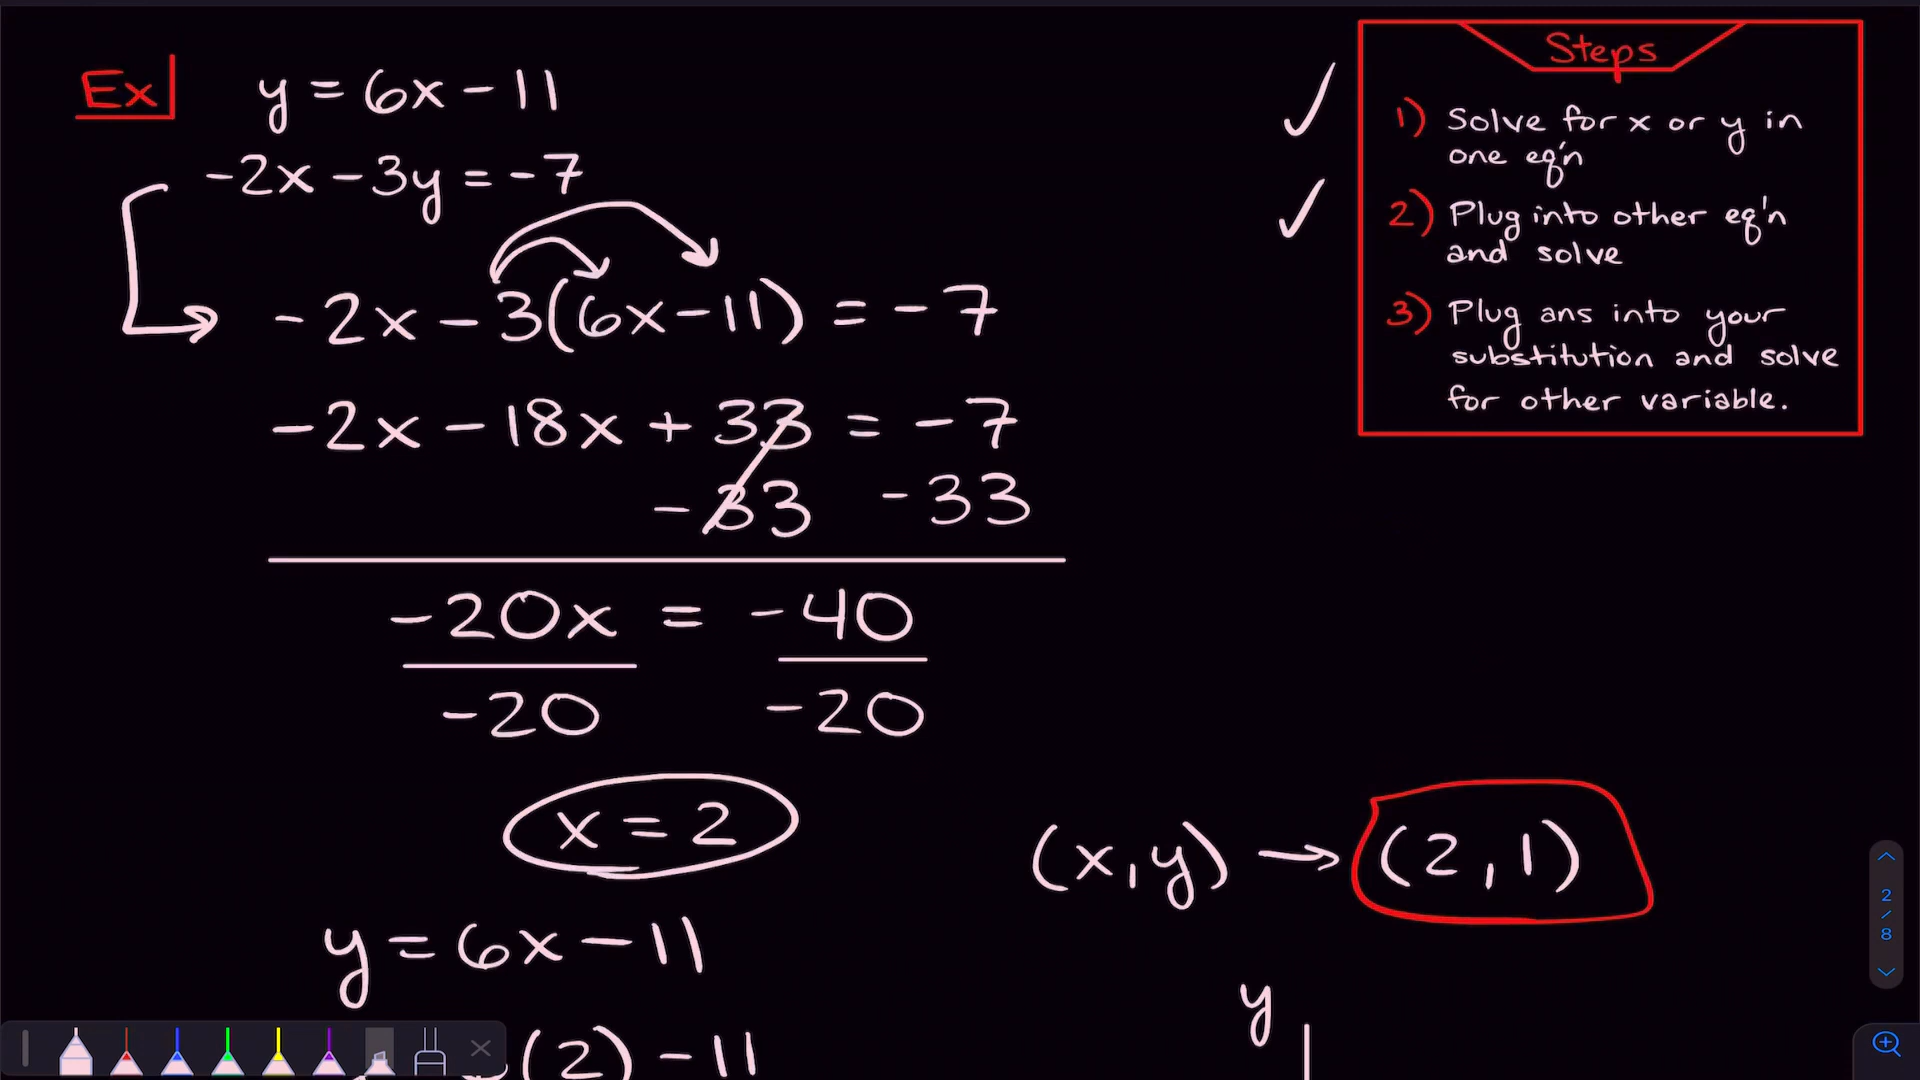 Ex
y = 6x - 11
-2x - 3y = -7
-2x - 3(6x - 11) = -7
-2x - 18x + 33 = -7
-33 -33
-20x = -40
-20 -20
x = 2
y = 6x - 11
(2) - 11
(x, y) → (2, 1)
y
Steps
1) Solve for x or y in
one eq'n
2) Plug into other eq'n
and solve
3) Plug ans into your
substitution and solve
for other variable.
2
/
8